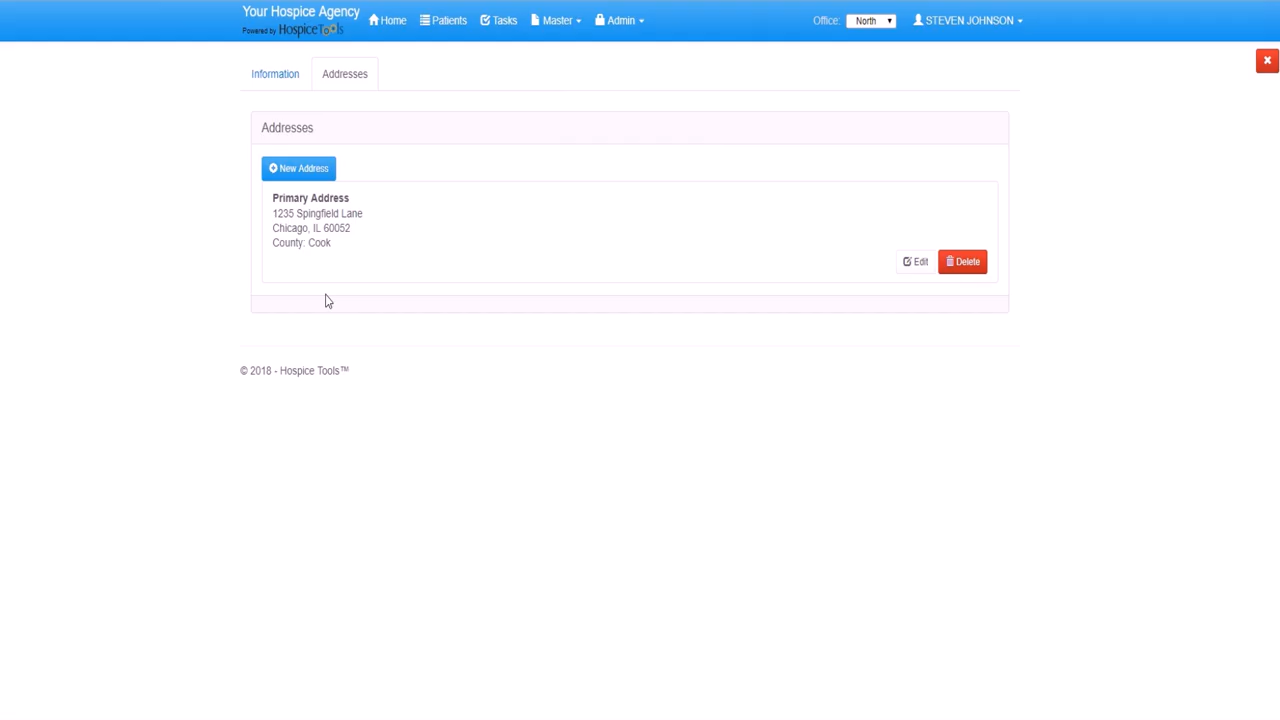 Your Hospice Agency
Powered by HospiceTools
Home
Patients
Tasks
Master
Admin
Office:
North
STEVEN JOHNSON
Information
Addresses
Addresses
New Address
Primary Address
1235 Spingfield Lane
Chicago, IL 60052
County: Cook
Edit
Delete
© 2018 - Hospice Tools™